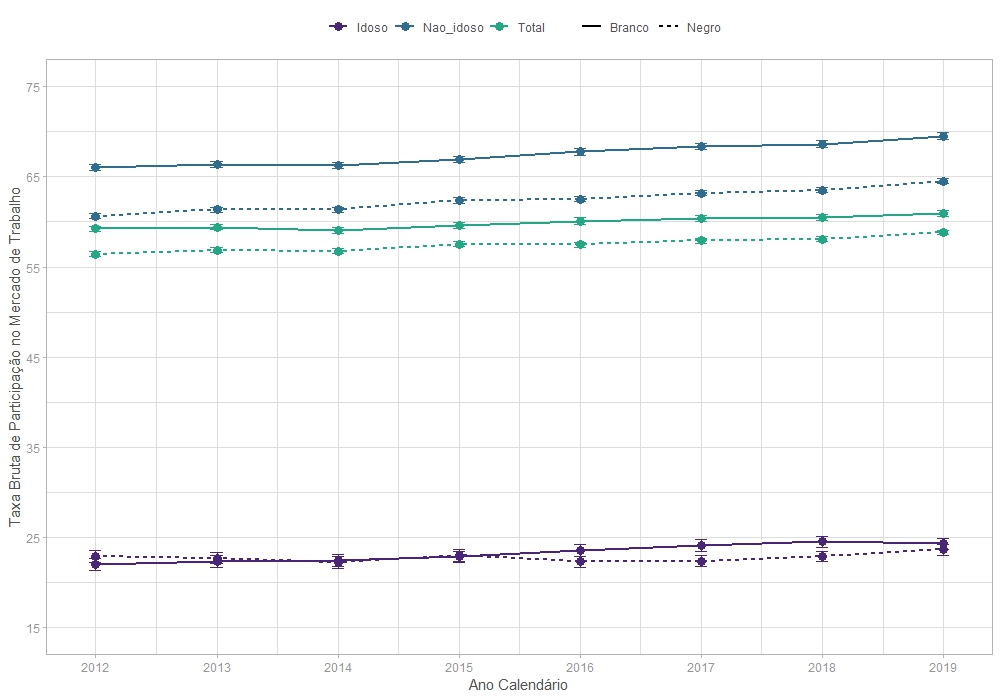 Idoso Nao_idoso Total Branco Negro
Taxa Bruta de Participação no Mercado de Trabalho
75
65
55
45
35
25
15
2012 2013 2014 2015 2016 2017 2018 2019
Ano Calendário